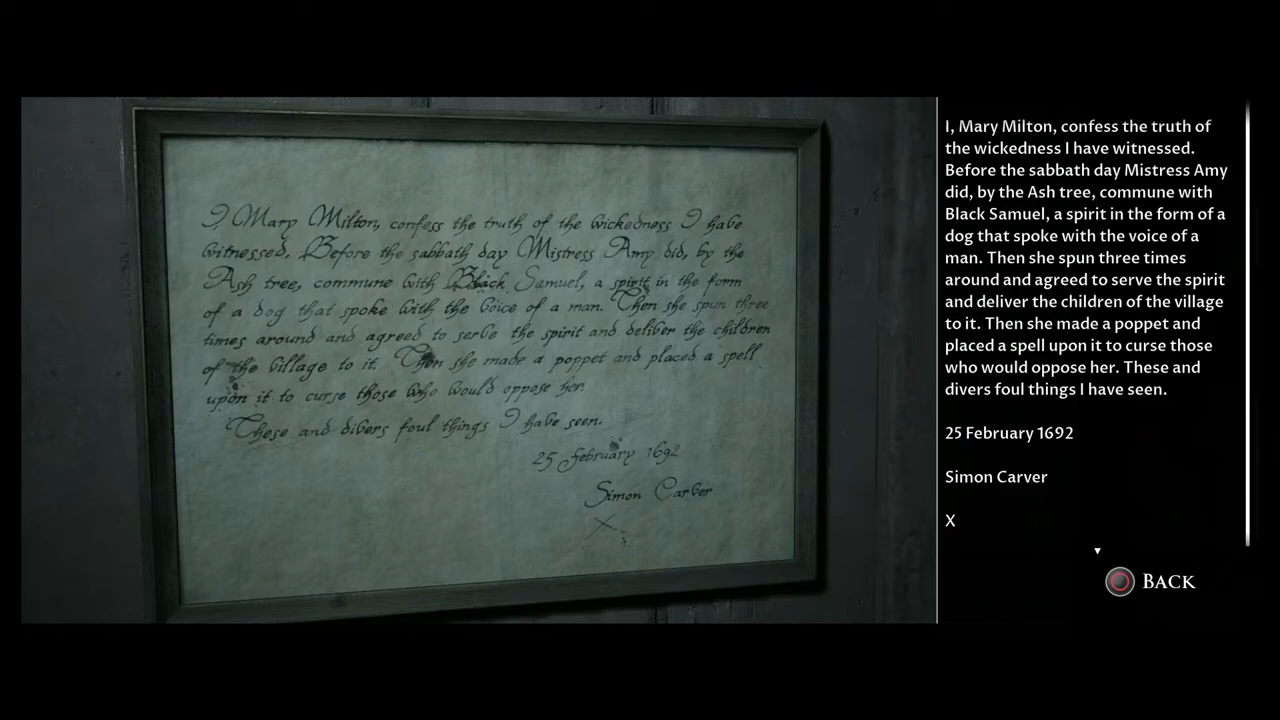 I, Mary Milton, confess the truth of the wickedness I have
witnessed. Before the sabbath day Mistress Amy did, by the
Ash tree, commune with Black Samuel, a spirit in the form
of a dog that spoke with the voice of a man. Then she spun three
times around and agreed to serve the spirit and deliver the children
of the village to it. Then she made a poppet and placed a spell
upon it to curse those who would oppose her.
These and divers foul things I have seen.
25 February 1692
Simon Carver
X
I, Mary Milton, confess the truth of
the wickedness I have witnessed.
Before the sabbath day Mistress Amy
did, by the Ash tree, commune with
Black Samuel, a spirit in the form of a
dog that spoke with the voice of a
man. Then she spun three times
around and agreed to serve the spirit
and deliver the children of the village
to it. Then she made a poppet and
placed a spell upon it to curse those
who would oppose her. These and
divers foul things I have seen.
25 February 1692
Simon Carver
X
BACK